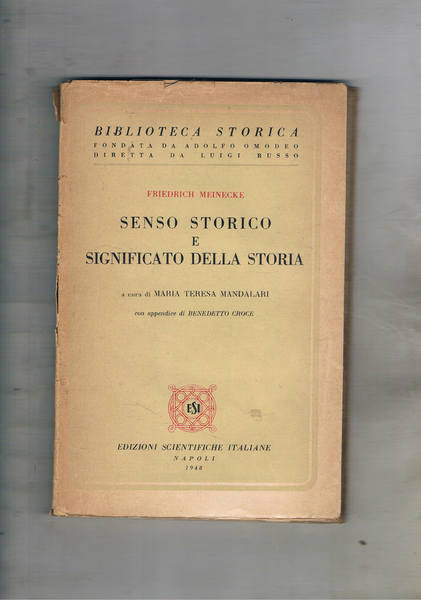 BIBLIOTECA STORICA
FONDATA DA ADOLFO OMODEO
DIRETTA DA LUIGI RUSSO
FRIEDRICH MEINECKE
SENSO STORICO
E
SIGNIFICATO DELLA STORIA
a cura di MARIA TERESA MANDALARI
con appendice di BENEDETTO CROCE
ESI
EDIZIONI SCIENTIFICHE ITALIANE
NAPOLI
1948